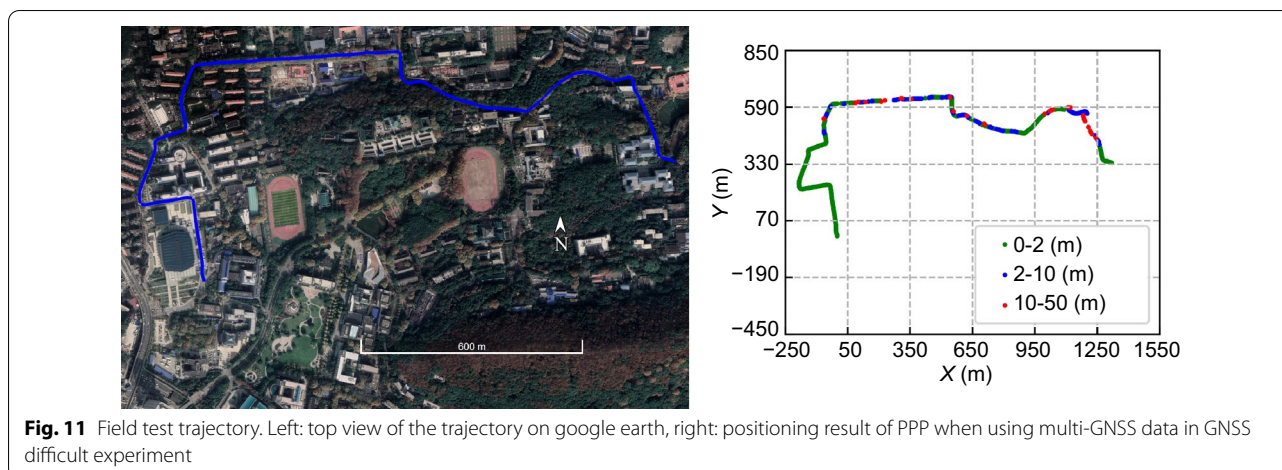 N
600 m
850
590
330
70
−190
−450
Y (m)
0-2 (m)
2-10 (m)
10-50 (m)
−250 50 350 650 950 1250 1550
X (m)
Fig. 11 Field test trajectory. Left: top view of the trajectory on google earth, right: positioning result of PPP when using multi-GNSS data in GNSS
difficult experiment